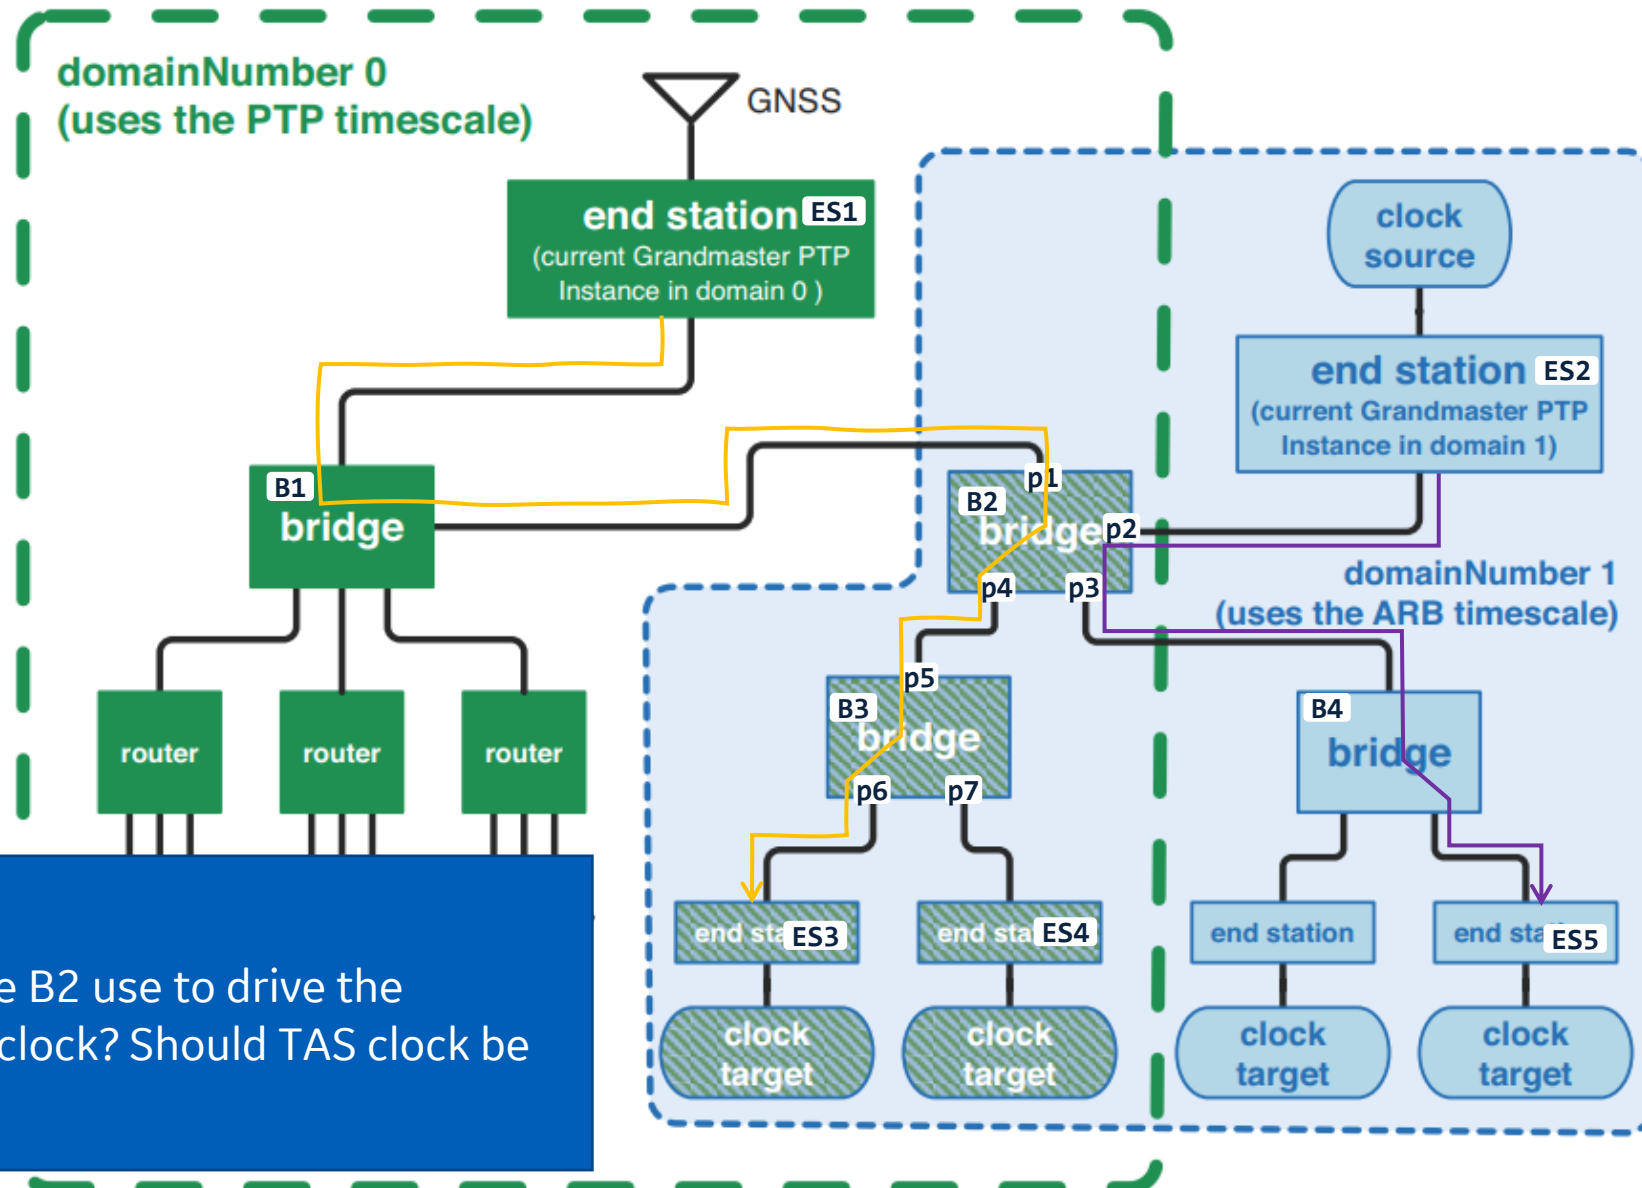 domainNumber 0
(uses the PTP timescale)
GNSS
end station ES1
(current Grandmaster PTP
Instance in domain 0 )
clock
source
end station ES2
(current Grandmaster PTP
Instance in domain 1)
B1
bridge
p1
B2
bridge
p2
p4
p3
domainNumber 1
(uses the ARB timescale)
p5
B3
bridge
p6
p7
B4
bridge
router
router
router
end ES3
end ES4
end station
end ES5
clock
target
clock
target
clock
target
clock
target
B2 use to drive the
clock? Should TAS clock be